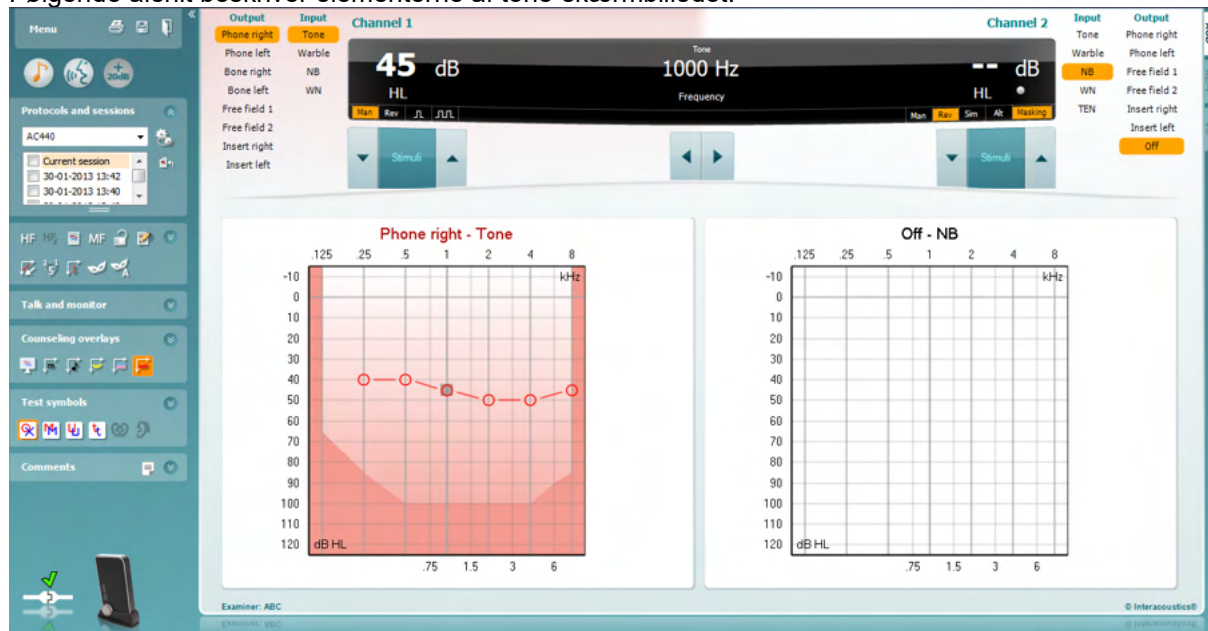 Menu
20dB
Protocols and sessions
AC440
Current session
30-01-2013 13:42
30-01-2013 13:40
HF MF
Talk and monitor
Counseling overlays
Test symbols
Comments
Output Input
Phone right Tone
Phone left Warble
Bone right NB
Bone left WN
Free field 1
Free field 2
Insert right
Insert left
Channel 1
Channel 2
Tone
45 dB 1000 Hz -- dB
HL Frequency HL
Man Rev
Man Rev Sim Alt Masking
Stimuli
Stimuli
Input Output
Tone Phone right
Warble Phone left
NB Free field 1
WN Free field 2
TEN Insert right
Insert left
Off
Phone right - Tone
.125 .25 .5 1 2 4 8
kHz
-10
0
10
20
30
40
50
60
70
80
90
100
110
120 dB HL
.75 1.5 3 6
Off - NB
.125 .25 .5 1 2 4 8
kHz
-10
0
10
20
30
40
50
60
70
80
90
100
110
120 dB HL
.75 1.5 3 6
Examiner: ABC
© Interacoustics®